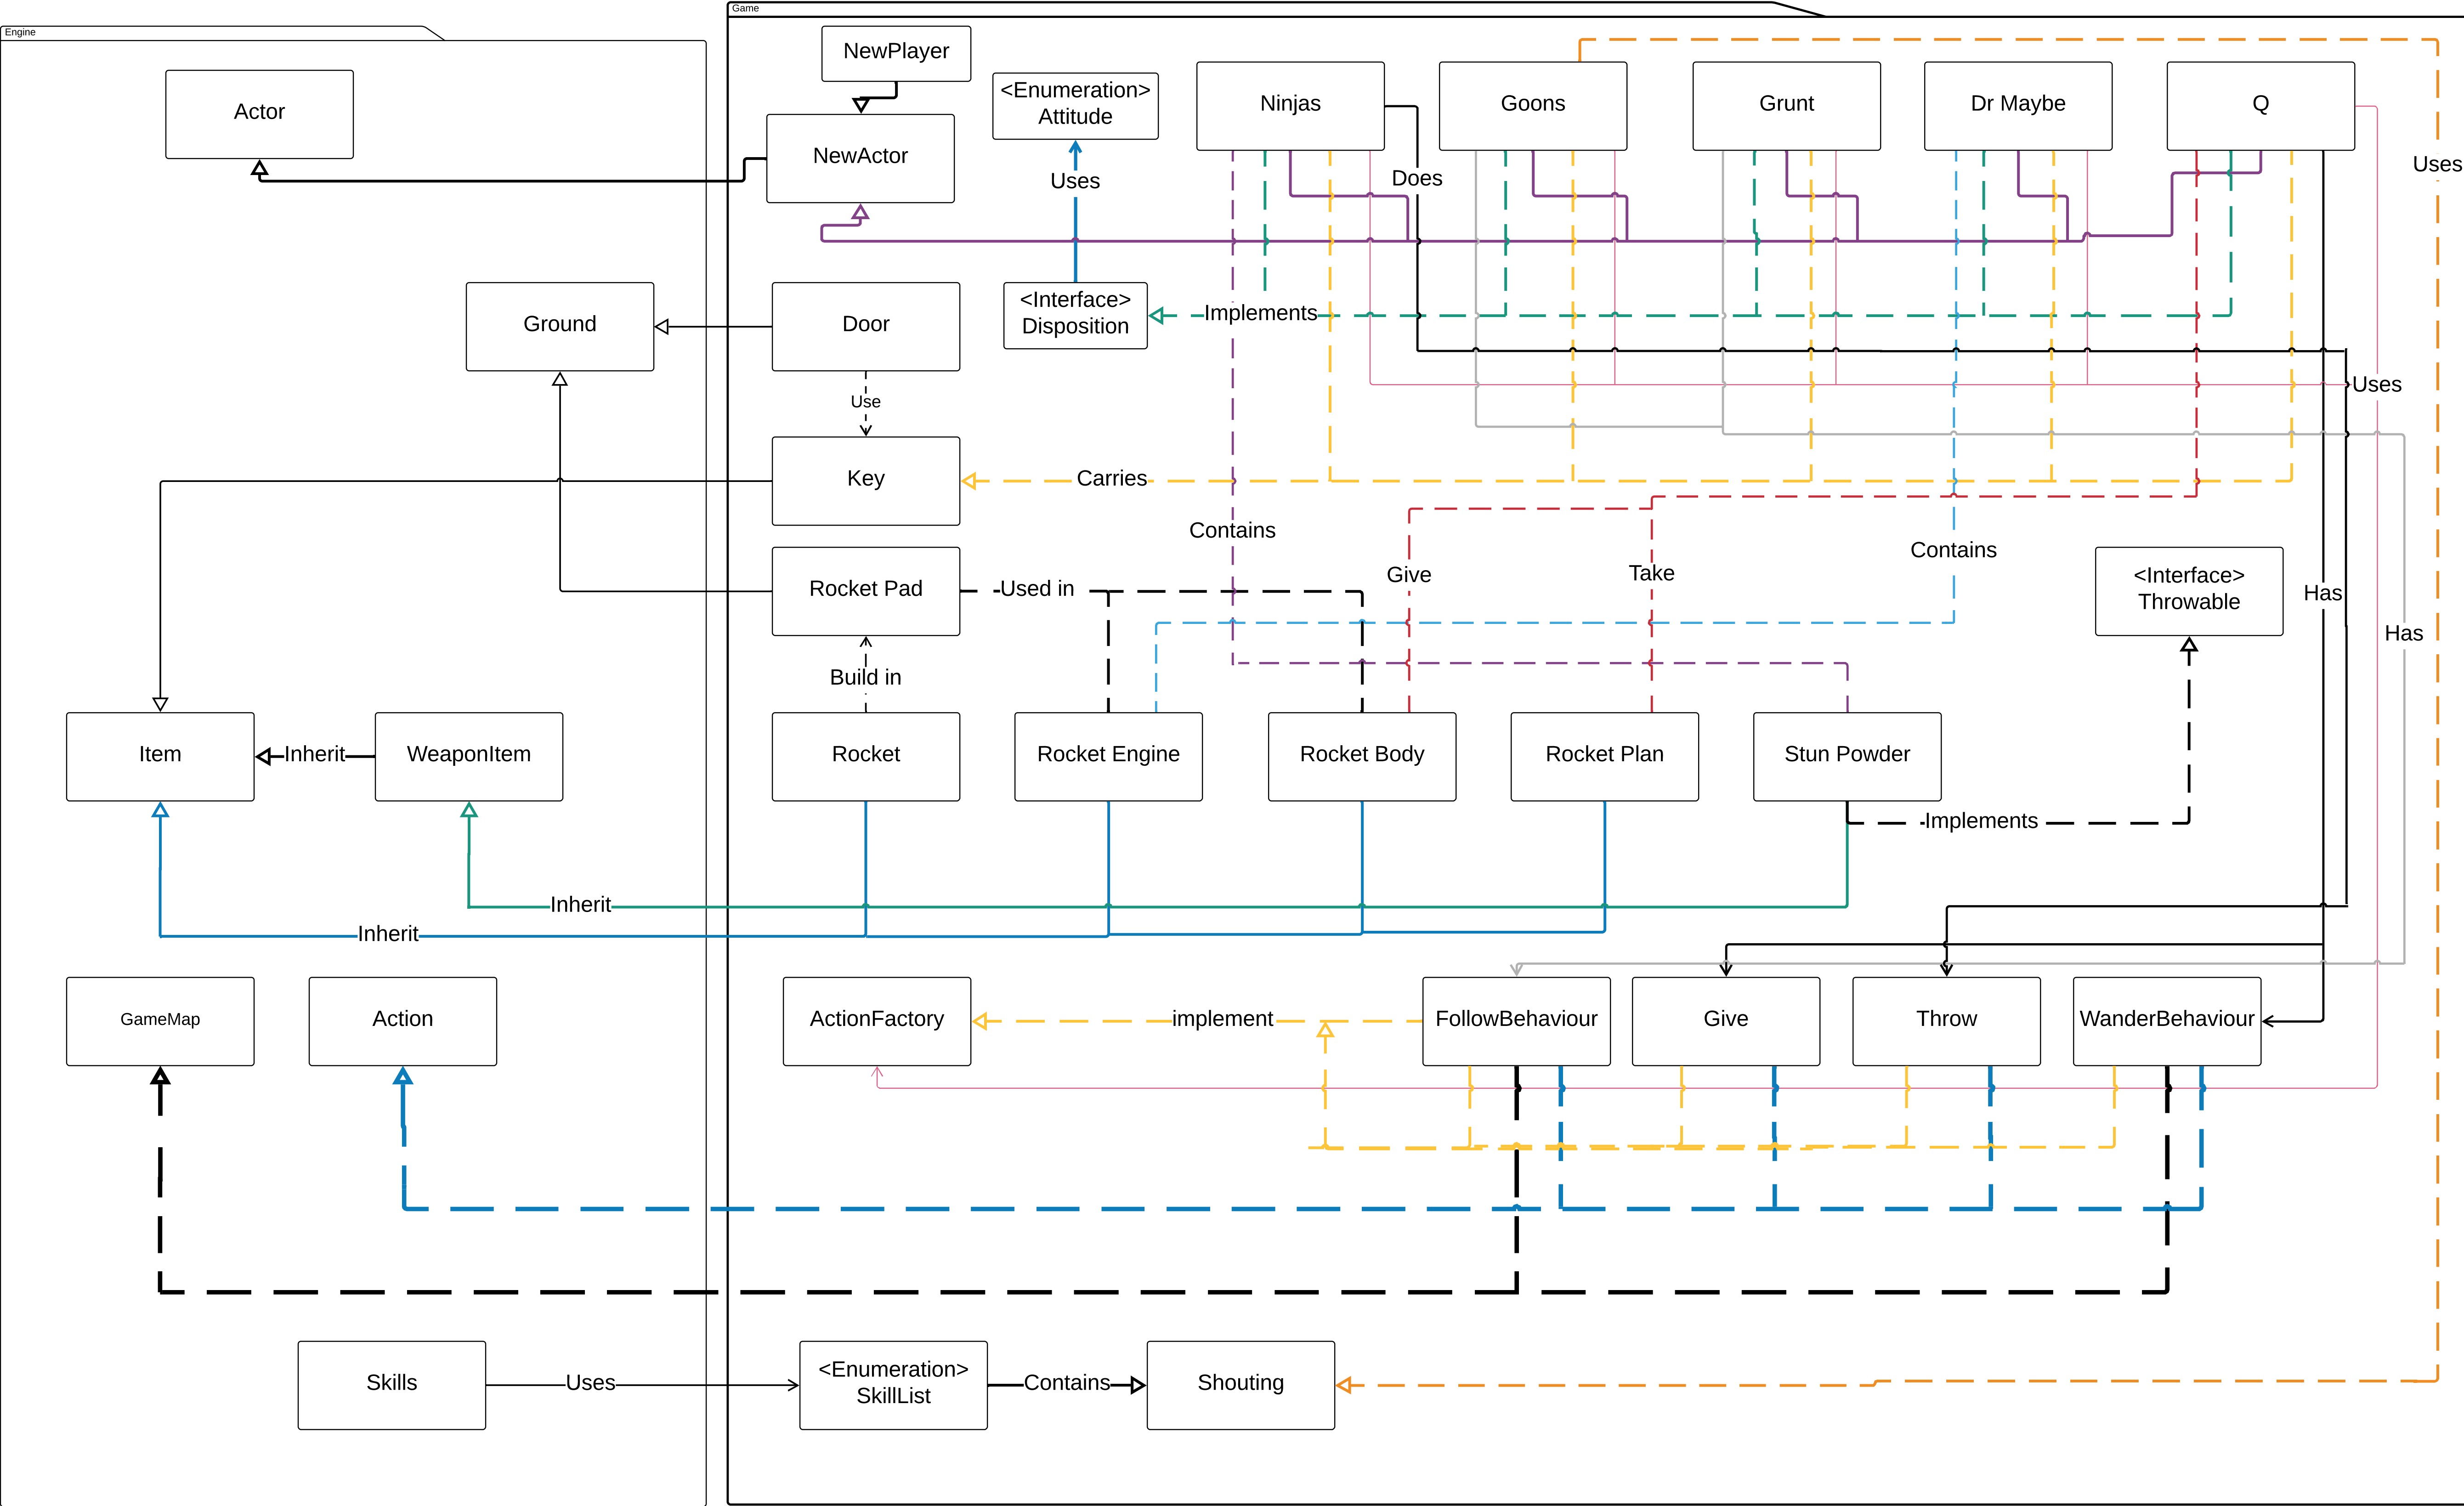 Game
Engine
NewPlayer
Actor
<Enumeration>
Attitude
NewActor
Ninjas
Goons
Grunt
Dr Maybe
Q
Uses
Does
Uses
Ground
Door
<Interface>
Disposition
Implements
Use
Uses
Key
Carries
Contains
Contains
Rocket Pad
Used in
Give
Take
<Interface>
Throwable
Has
Has
Build in
Item
Inherit
WeaponItem
Rocket
Rocket Engine
Rocket Body
Rocket Plan
Stun Powder
Implements
Inherit
Inherit
GameMap
Action
ActionFactory
implement
FollowBehaviour
Give
Throw
WanderBehaviour
Skills
Uses
<Enumeration>
SkillList
Contains
Shouting